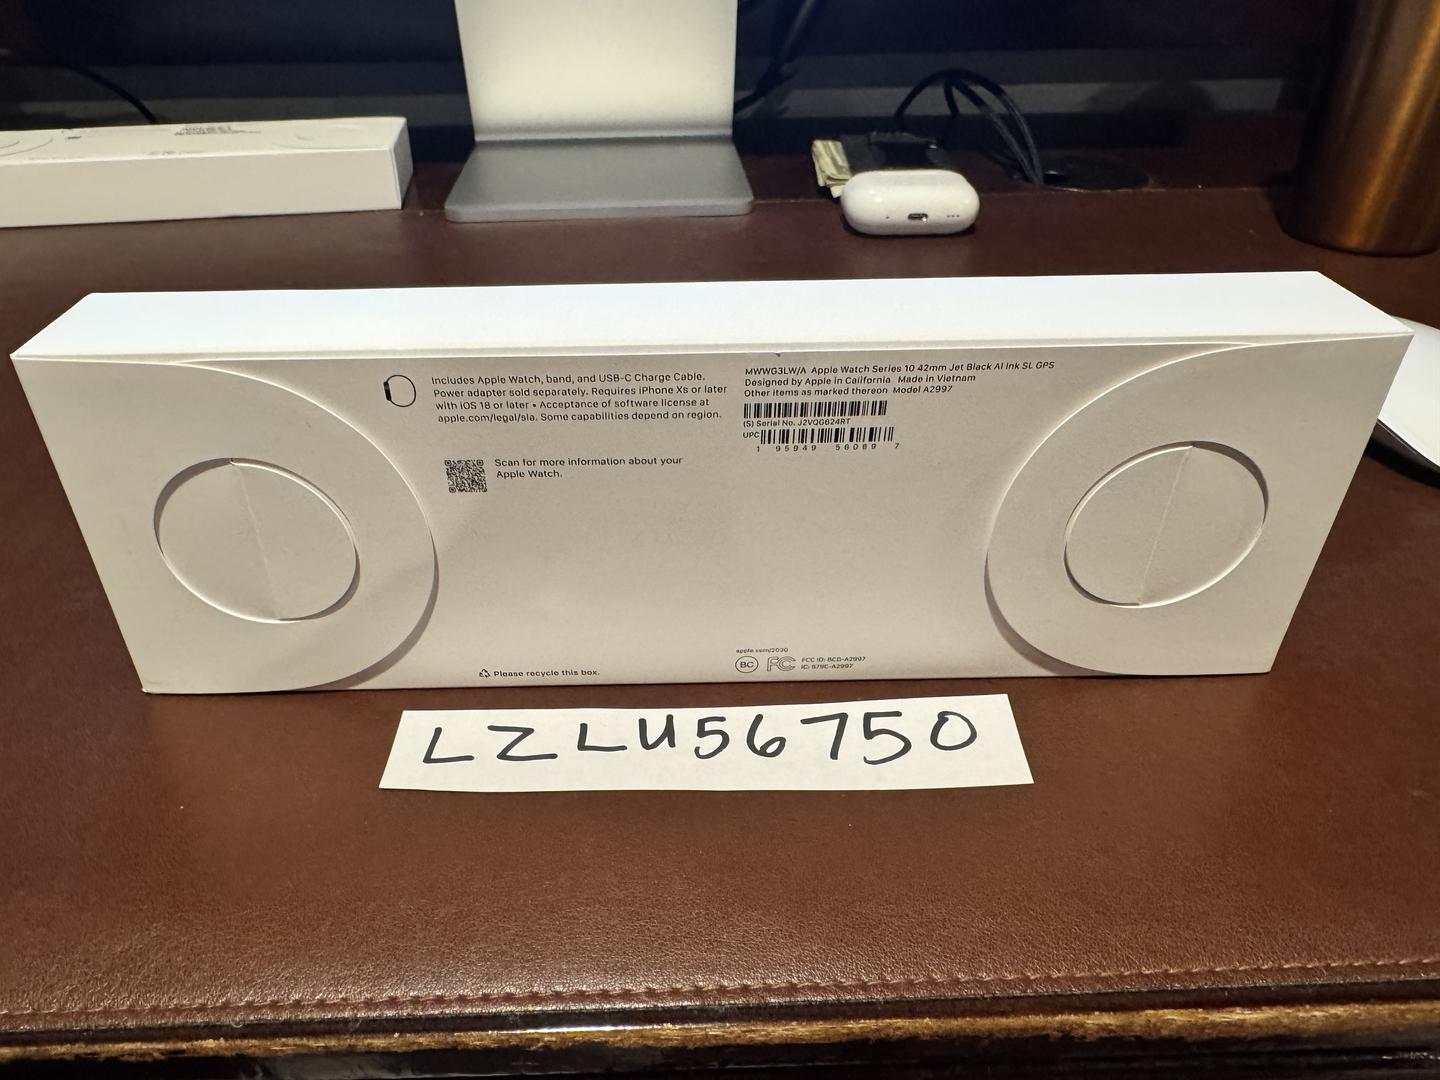 Includes Apple Watch, band, and USB-C Charge Cable.
Power adapter sold separately. Requires iPhone Xs or later
with iOS 18 or later • Acceptance of software license at
apple.com/legal/sla. Some capabilities depend on region.
Scan for more information about your
Apple Watch.
MWWG3LW/A Apple Watch Series 10 42mm Jet Black Al Ink SL GPS
Designed by Apple in California Made in Vietnam
Other items as marked thereon Model A2997
(S) Serial No. J2VQG624RT
UPC
1 95949 56089 7
Please recycle this box.
apple.com/2030
BC FC FCC ID: BCG-A2997
IC: 579C-A2997
LZLU56750